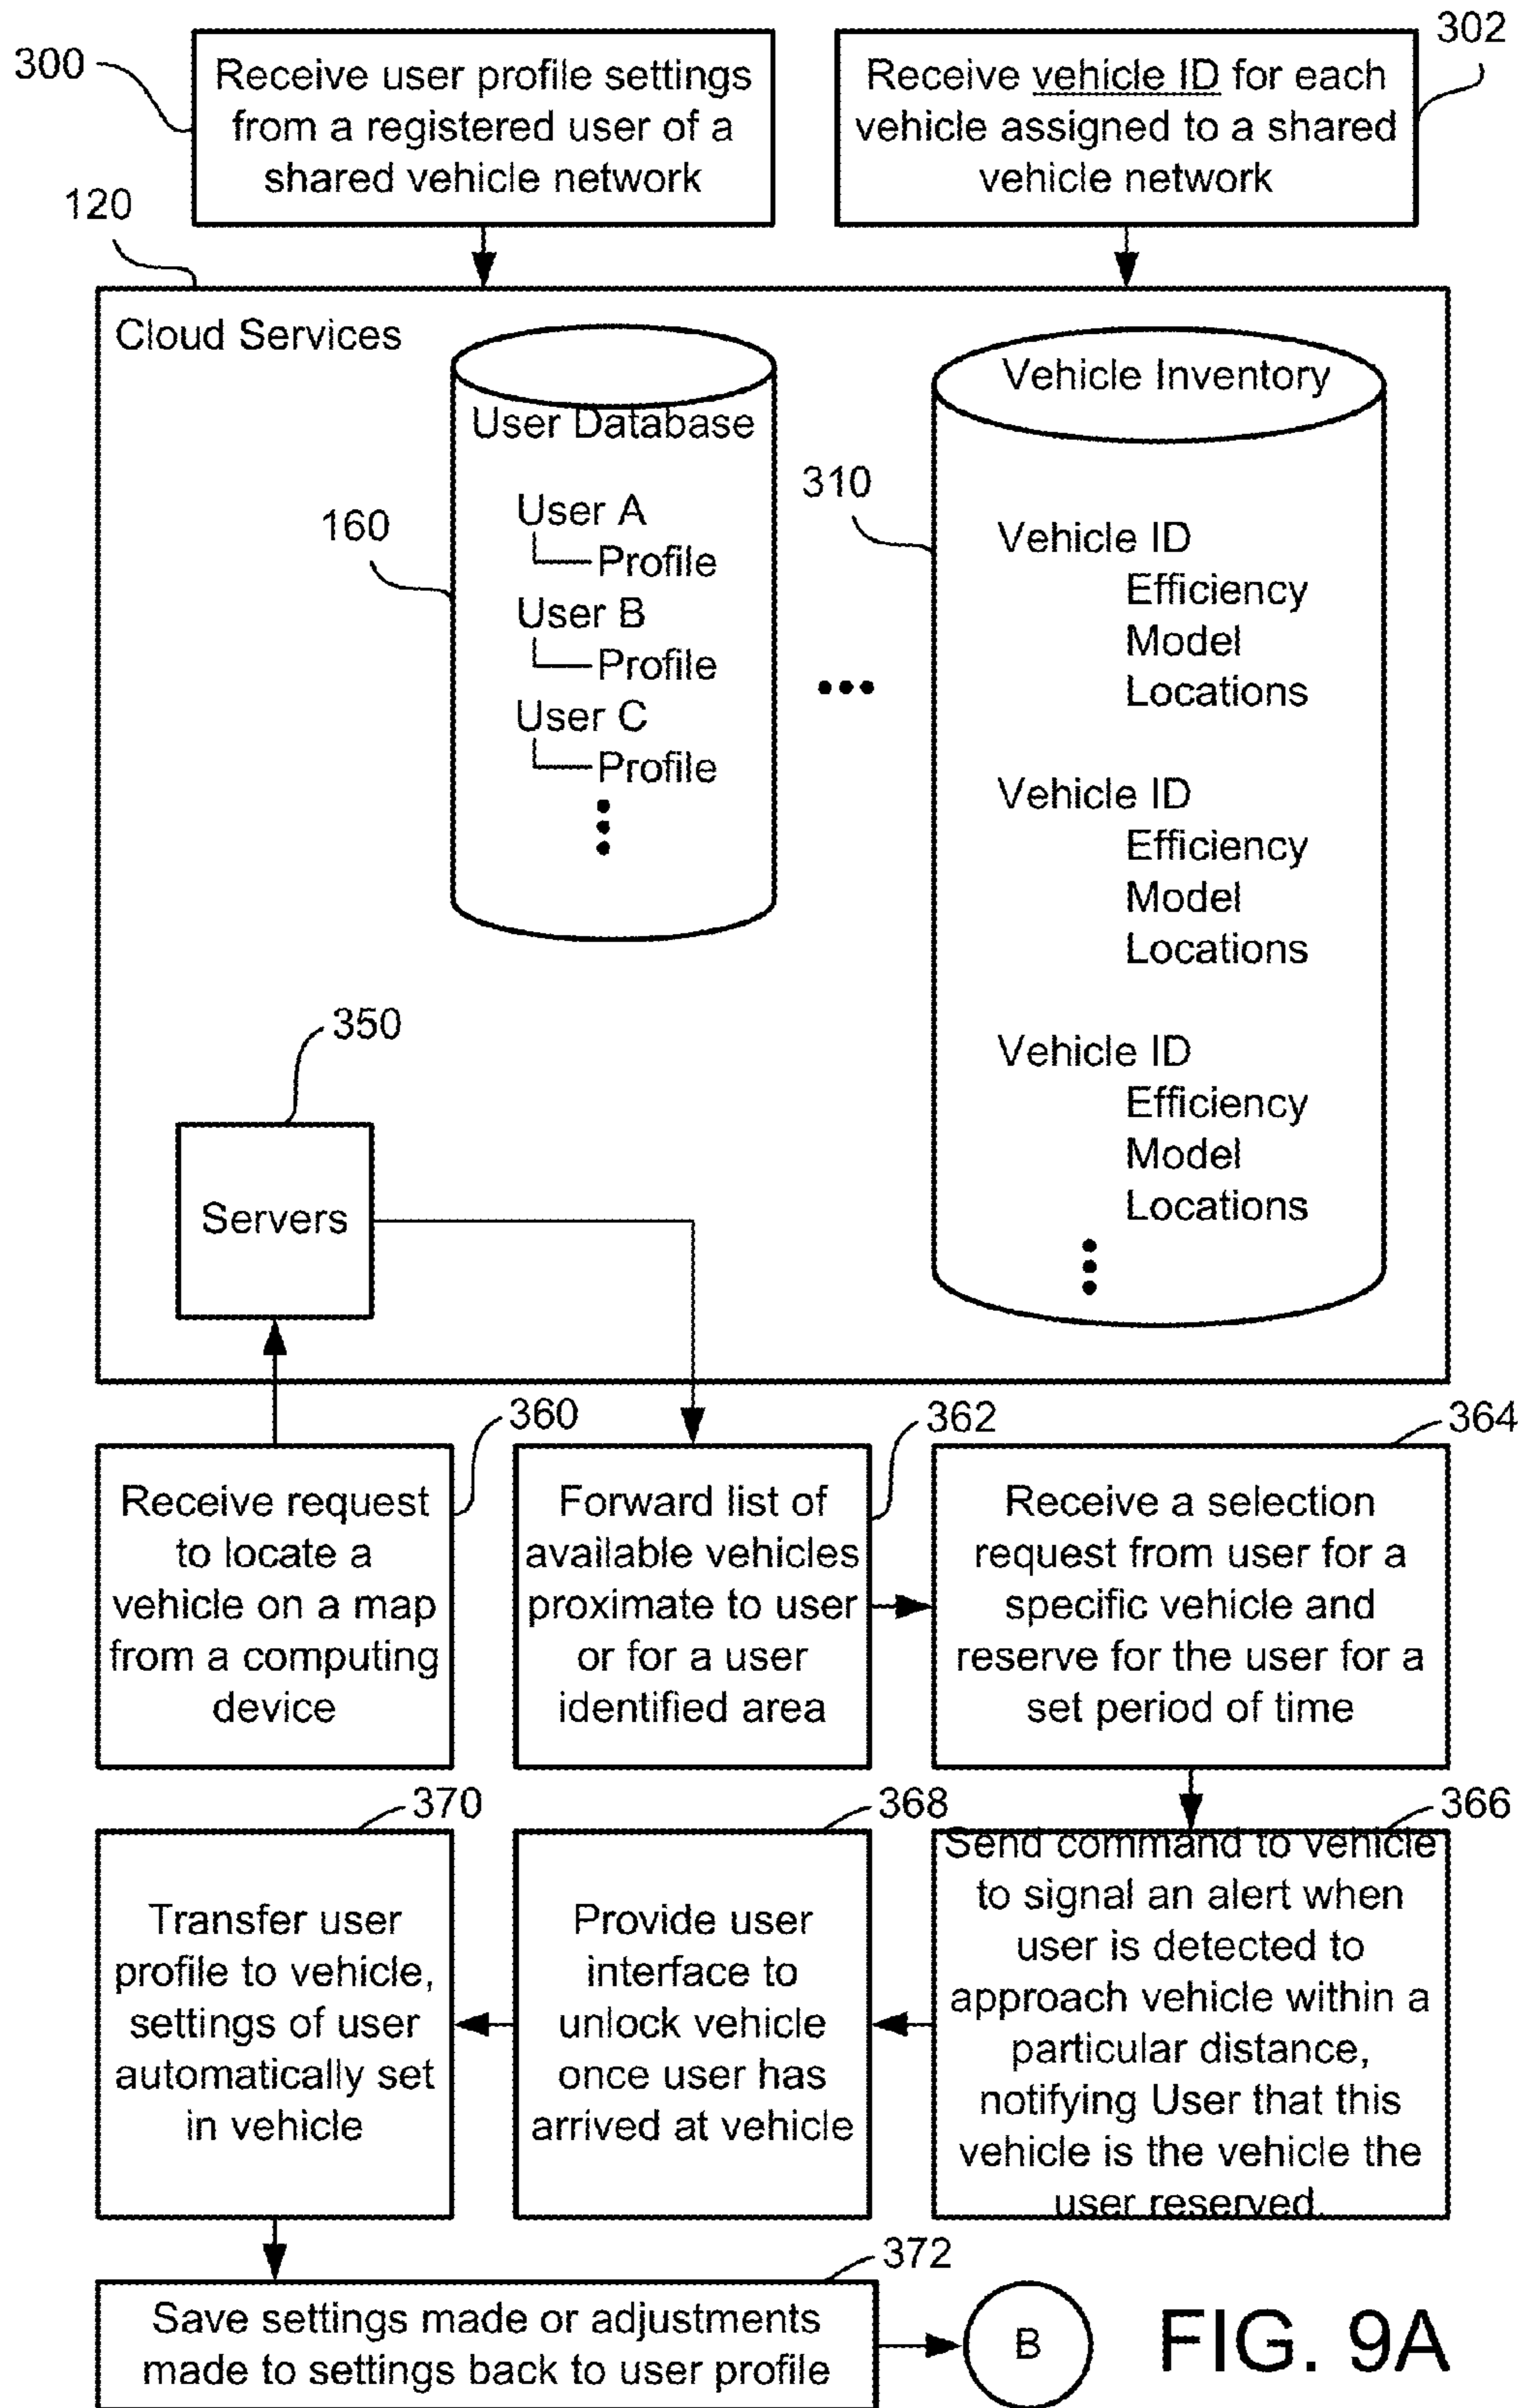 300
Receive user profile settings
from a registered user of a
shared vehicle network
302
Receive vehicle ID for each
vehicle assigned to a shared
vehicle network
120
Cloud Services
User Database
160
User A
Profile
User B
Profile
User C
Profile
Vehicle Inventory
310
Vehicle ID
Efficiency
Model
Locations
Vehicle ID
Efficiency
Model
Locations
Vehicle ID
Efficiency
Model
Locations
350
Servers
360
Receive request
to locate a
vehicle on a map
from a computing
device
362
Forward list of
available vehicles
proximate to user
or for a user
identified area
364
Receive a selection
request from user for a
specific vehicle and
reserve for the user for a
set period of time
366
Send command to vehicle
to signal an alert when
user is detected to
approach vehicle within a
particular distance,
notifying User that this
vehicle is the vehicle the
user reserved.
368
Provide user
interface to
unlock vehicle
once user has
arrived at vehicle
370
Transfer user
profile to vehicle,
settings of user
automatically set
in vehicle
372
Save settings made or adjustments
made to settings back to user profile
B
FIG. 9A